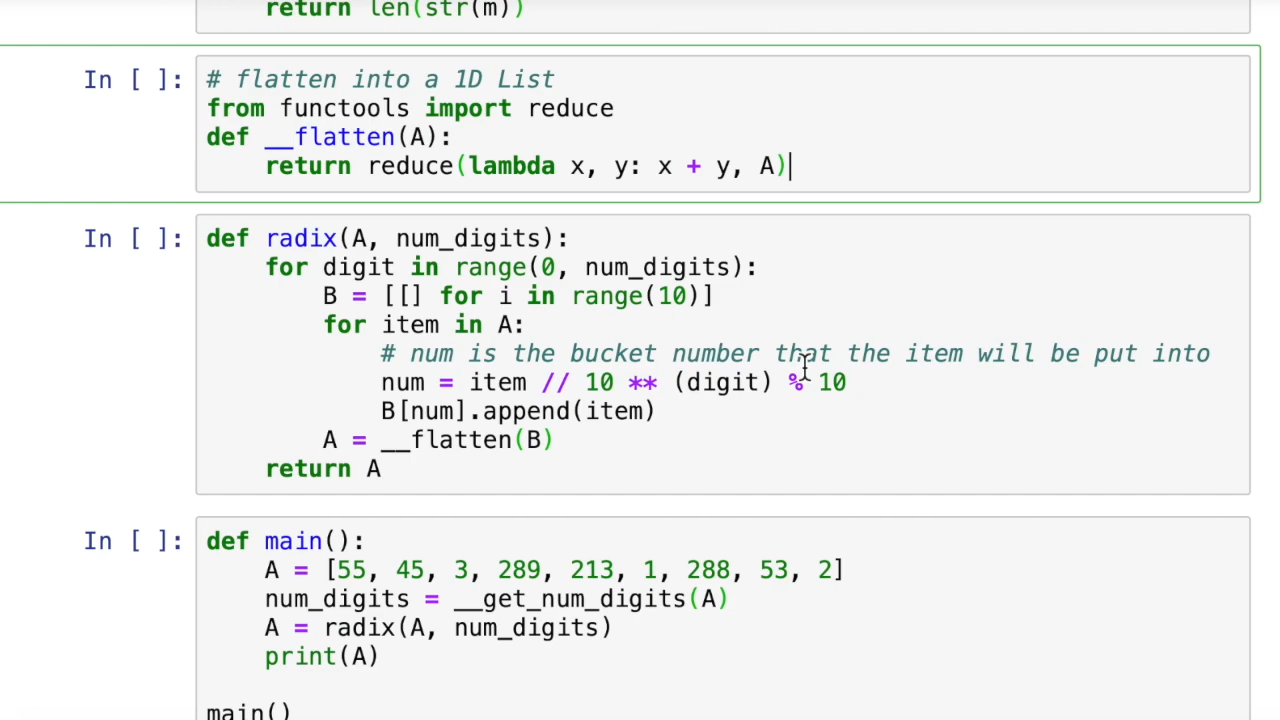 return len(str(m))
In [ ]: # flatten into a 1D List
from functools import reduce
def __flatten(A):
return reduce(lambda x, y: x + y, A)
In [ ]: def radix(A, num_digits):
for digit in range(0, num_digits):
B = [[] for i in range(10)]
for item in A:
# num is the bucket number that the item will be put into
num = item // 10 ** (digit) % 10
B[num].append(item)
A = __flatten(B)
return A
In [ ]: def main():
A = [55, 45, 3, 289, 213, 1, 288, 53, 2]
num_digits = __get_num_digits(A)
A = radix(A, num_digits)
print(A)
main()